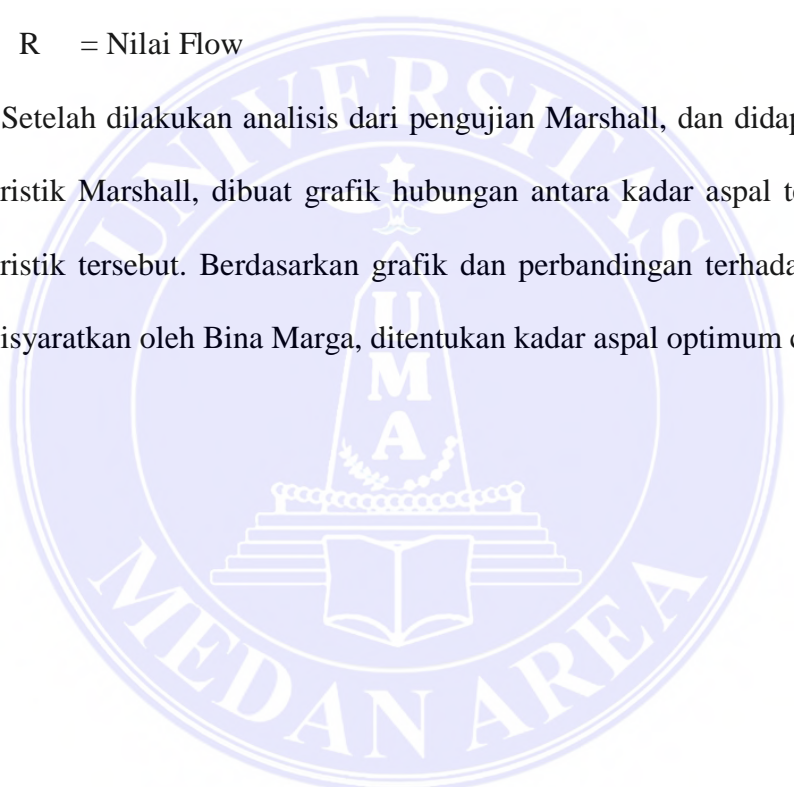 R = Nilai Flow
Setelah dilakukan analisis dari pengujian Marshall, dan didap
ristik Marshall, dibuat grafik hubungan antara kadar aspal te
ristik tersebut. Berdasarkan grafik dan perbandingan terhada
isyaratkan oleh Bina Marga, ditentukan kadar aspal optimum
UNIVERSITAS
UMA
MEDAN AREA